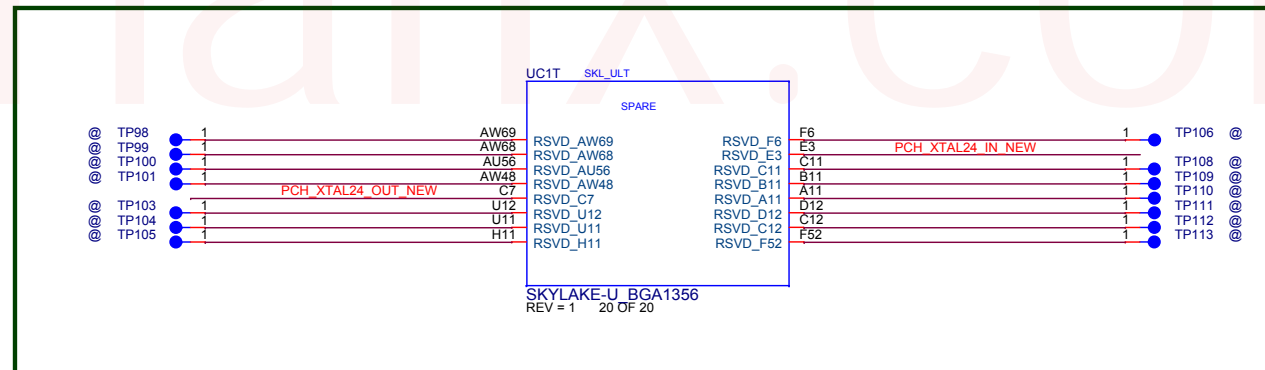 larix.com
UC1T SKL_ULT
SPARE
@ TP98 1 AW69 RSVD_AW69 RSVD_F6 F6 1 TP106 @
@ TP99 1 AW68 RSVD_AW68 RSVD_E3 E3 PCH_XTAL24_IN_NEW
@ TP100 1 AU56 RSVD_AU56 RSVD_C11 C11 1 TP108 @
@ TP101 1 AW48 RSVD_AW48 RSVD_B11 B11 1 TP109 @
PCH_XTAL24_OUT_NEW C7 RSVD_C7 RSVD_A11 A11 1 TP110 @
@ TP103 1 U12 RSVD_U12 RSVD_D12 D12 1 TP111 @
@ TP104 1 U11 RSVD_U11 RSVD_C12 C12 1 TP112 @
@ TP105 1 H11 RSVD_H11 RSVD_F52 F52 1 TP113 @
SKYLAKE-U_BGA1356
REV = 1 20 OF 20